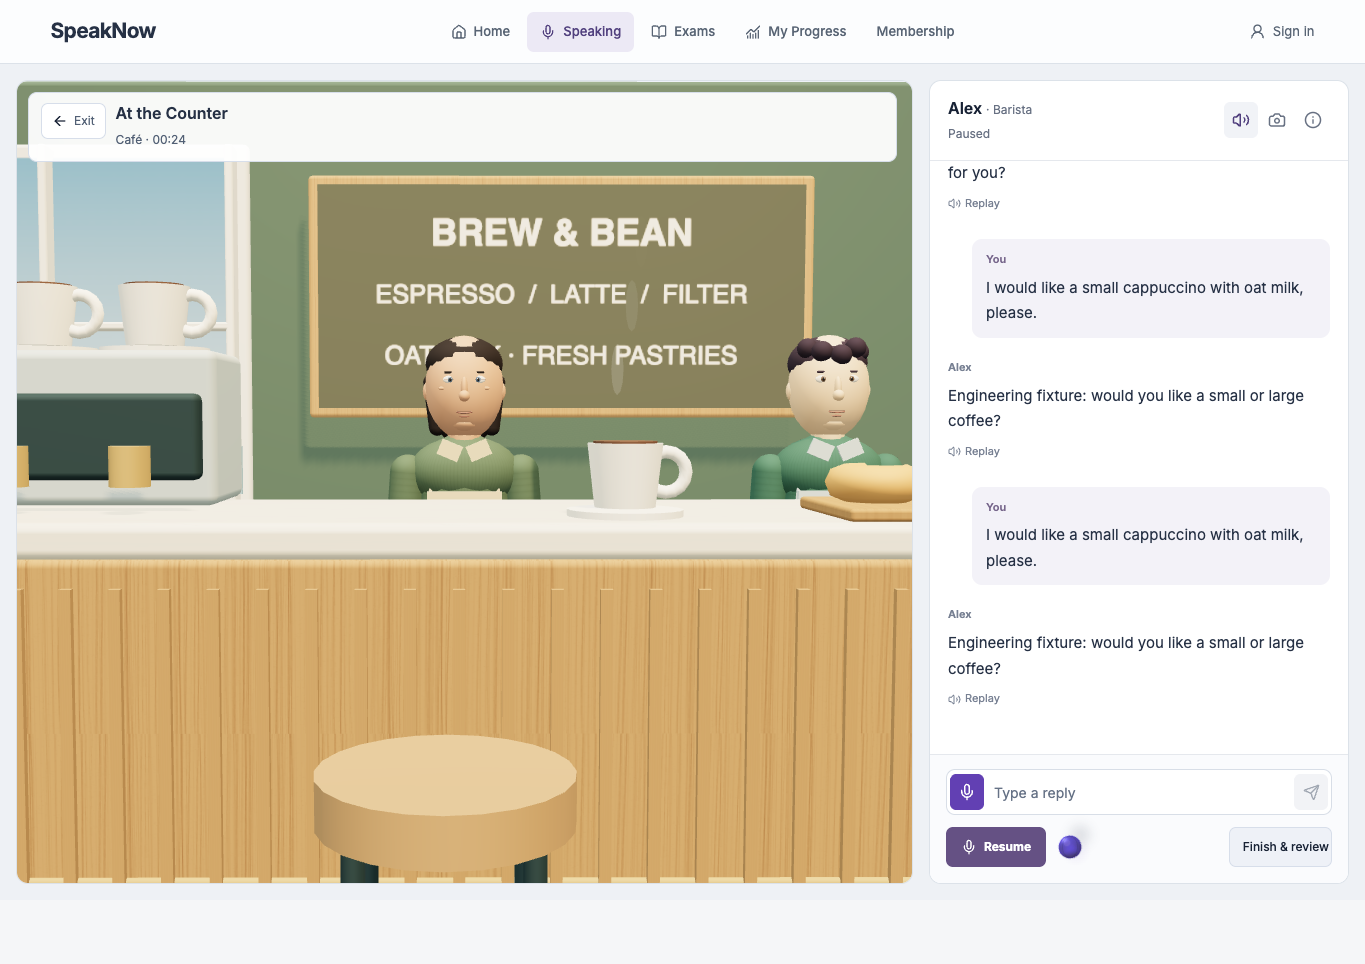 SpeakNow
Home
Speaking
Exams
My Progress
Membership
Sign In
Exit
At the Counter
Café · 00:24
BREW & BEAN
ESPRESSO / LATTE / FILTER
OAT · FRESH PASTRIES
Alex · Barista
Paused
for you?
Replay
You
I would like a small cappuccino with oat milk,
please.
Alex
Engineering fixture: would you like a small or large
coffee?
Replay
You
I would like a small cappuccino with oat milk,
please.
Alex
Engineering fixture: would you like a small or large
coffee?
Replay
Type a reply
Resume
Finish & review